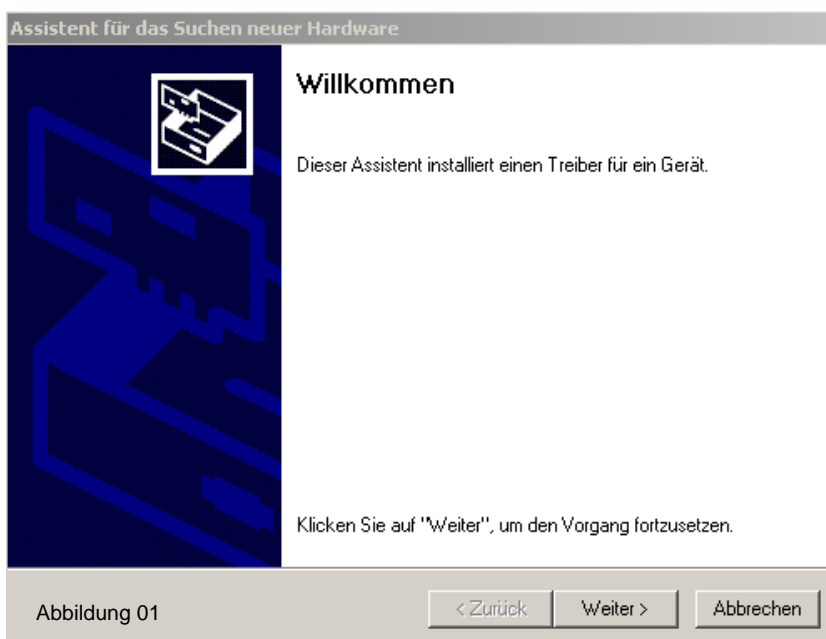 Assistent für das Suchen neuer Hardware
Willkommen
Dieser Assistent installiert einen Treiber für ein Gerät.
Klicken Sie auf "Weiter", um den Vorgang fortzusetzen.
Abbildung 01
< Zurück
Weiter >
Abbrechen